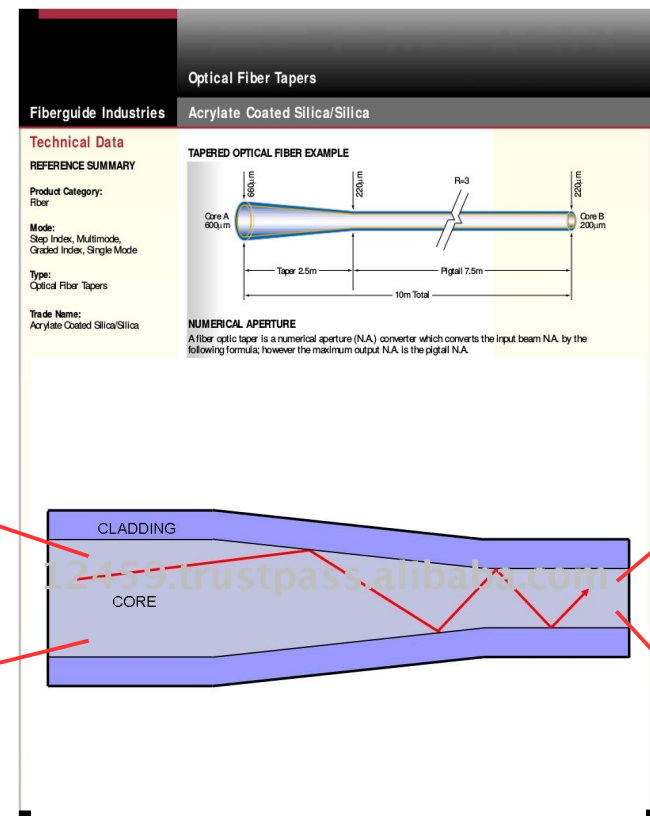 Optical Fiber Tapers
Fiberguide Industries
Acrylate Coated Silica/Silica
Technical Data
REFERENCE SUMMARY
Product Category:
Fiber
Mode:
Step Index, Multimode,
Graded Index, Single Mode
Type:
Optical Fiber Tapers
Trade Name:
Acrylate Coated Silica/Silica
TAPERED OPTICAL FIBER EXAMPLE
660µm
220µm
R=3
220µm
Core A
600µm
Core B
200µm
Taper 2.5m
Pigtail 7.5m
10m Total
NUMERICAL APERTURE
A fiber optic taper is a numerical aperture (N.A.) converter which converts the input beam N.A. by the
following formula; however the maximum output N.A. is the pigtail N.A.
CLADDING
12459.trustpass.alibaba.com
CORE